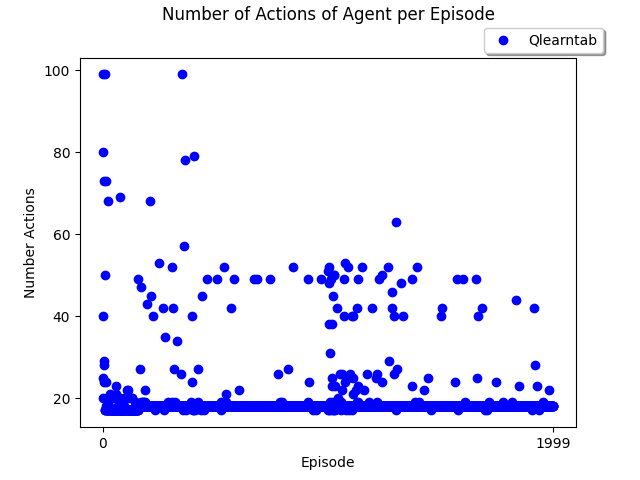 Number of Actions of Agent per Episode
Qlearntab
100
80
60
40
20
Number Actions
0
1999
Episode